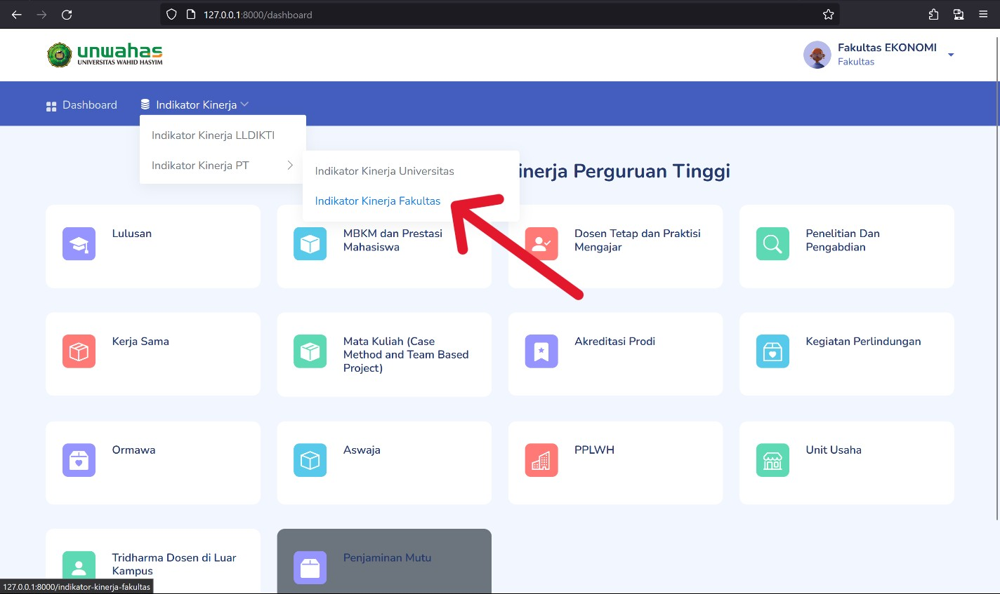 127.0.0.1:8000/dashboard
unwahas
UNIVERSITAS WAHID HASYIM
Fakultas EKONOMI
Fakultas
Dashboard
Indikator Kinerja
Indikator Kinerja LLDIKTI
Indikator Kinerja PT
Indikator Kinerja Universitas
Indikator Kinerja Fakultas
inerja Perguruan Tinggi
Lulusan
MBKM dan Prestasi
Mahasiswa
Dosen Tetap dan Praktisi
Mengajar
Penelitian Dan
Pengabdian
Kerja Sama
Mata Kuliah (Case
Method and Team Based
Project)
Akreditasi Prodi
Kegiatan Perlindungan
Ormawa
Aswaja
PPLWH
Unit Usaha
Tridharma Dosen di Luar
Kampus
Penjaminan Mutu
127.0.0.1:8000/indikator-kinerja-fakultas